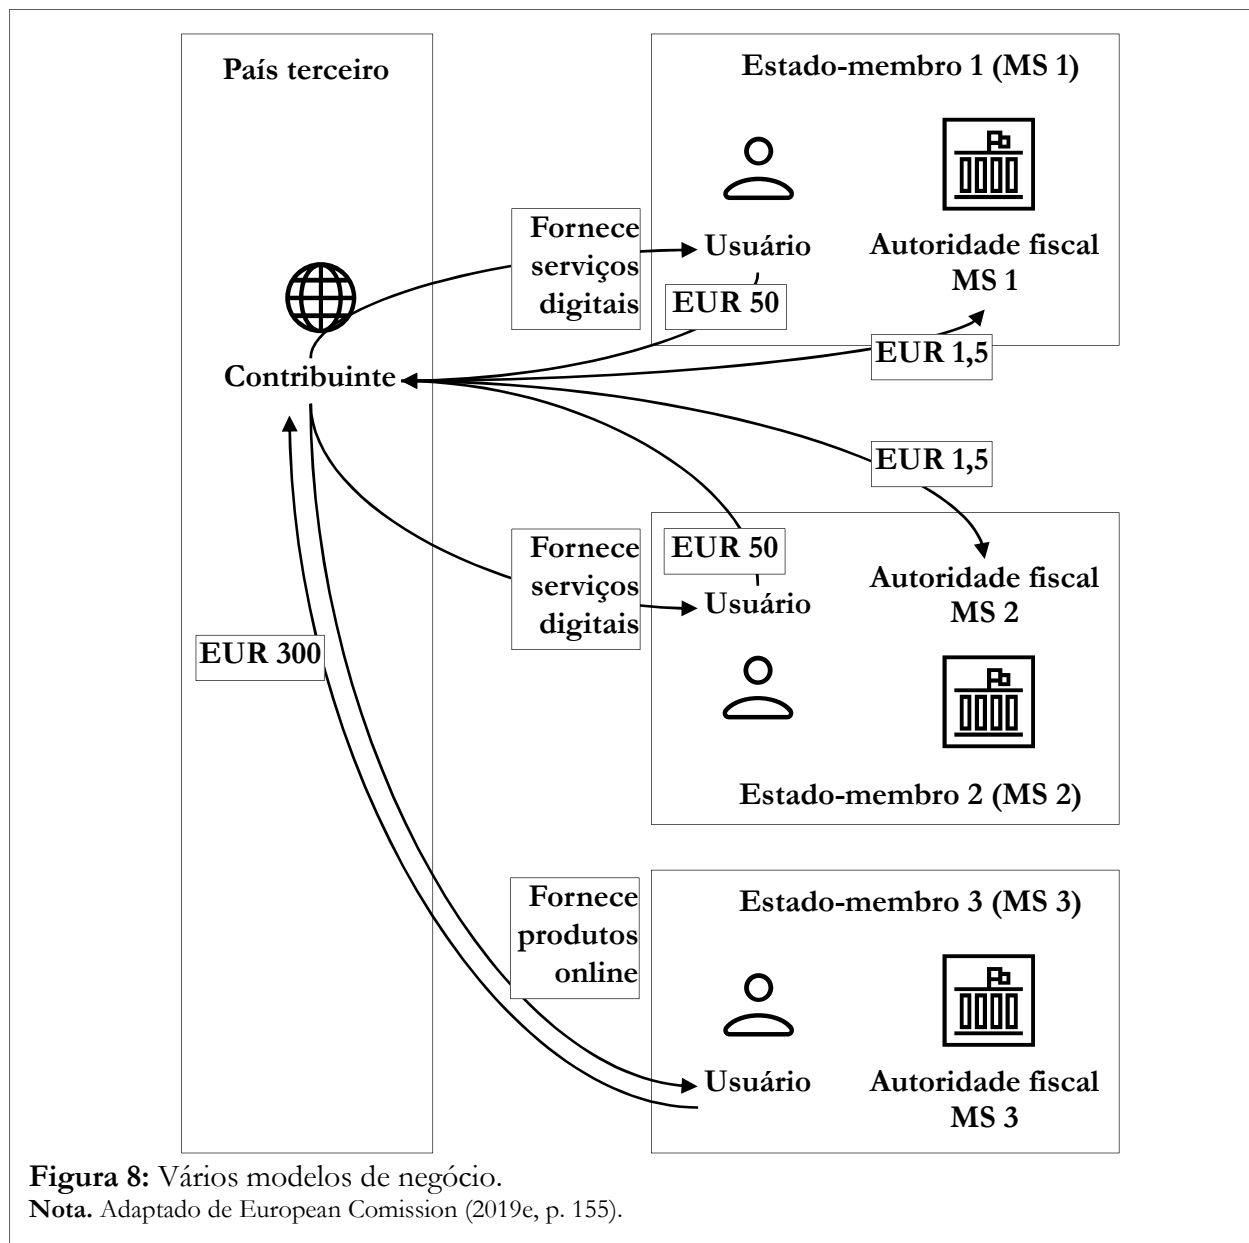 País terceiro
Estado-membro 1 (MS 1)
Fornece
serviços
digitais
Usuário
Autoridade fiscal
MS 1
EUR 50
EUR 1,5
Contribuinte
EUR 1,5
Fornece
serviços
digitais
EUR 50
Usuário
Autoridade fiscal
MS 2
EUR 300
Estado-membro 2 (MS 2)
Fornece
produtos
online
Estado-membro 3 (MS 3)
Usuário
Autoridade fiscal
MS 3
Figura 8: Vários modelos de negócio.
Nota. Adaptado de European Comission (2019e, p. 155).